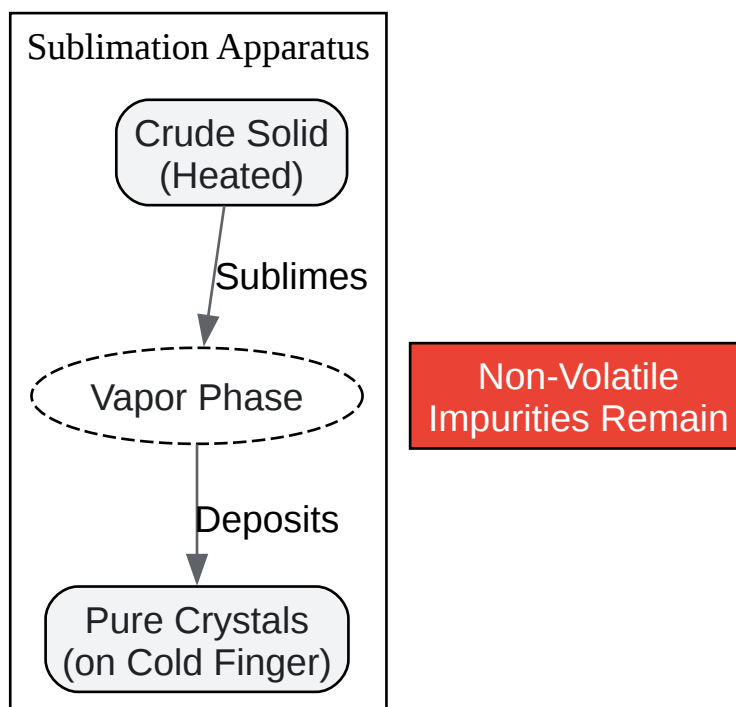 Sublimation Apparatus
Crude Solid
(Heated)
Sublimes
Vapor Phase
Non-Volatile
Impurities Remain
Deposits
Pure Crystals
(on Cold Finger)